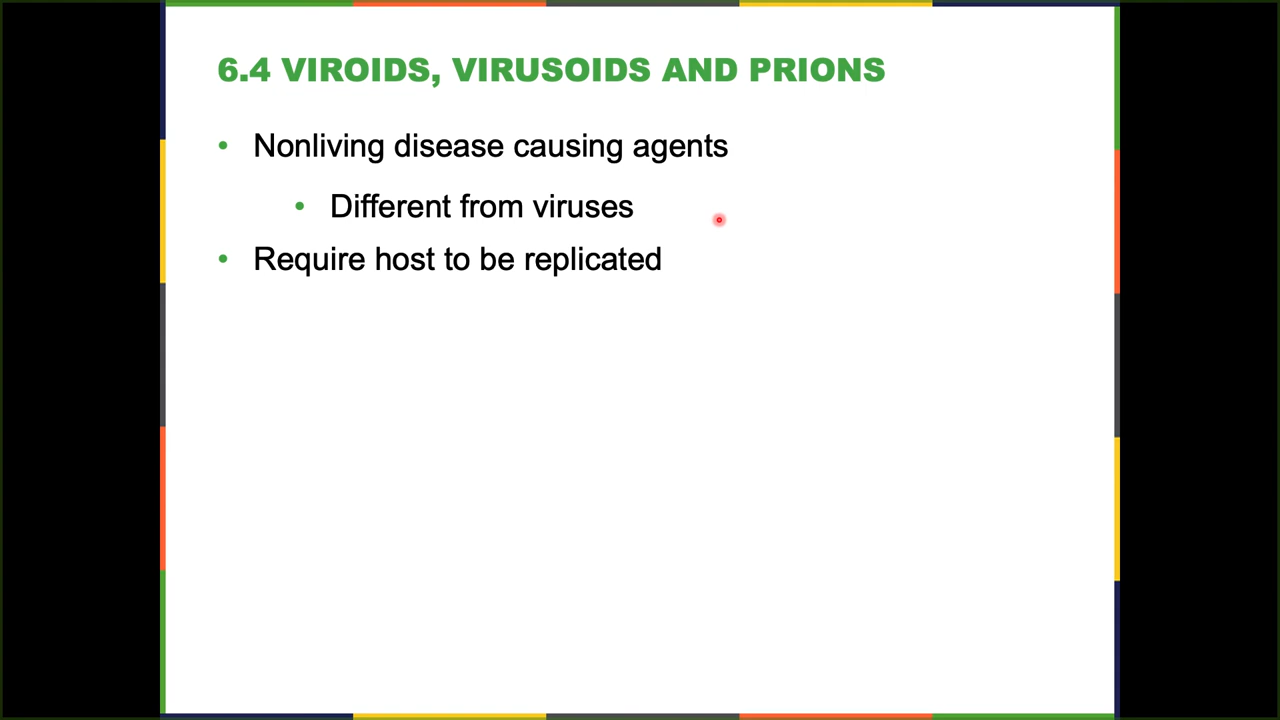 6.4 VIROIDS, VIRUSOIDS AND PRIONS
• Nonliving disease causing agents
• Different from viruses
• Require host to be replicated